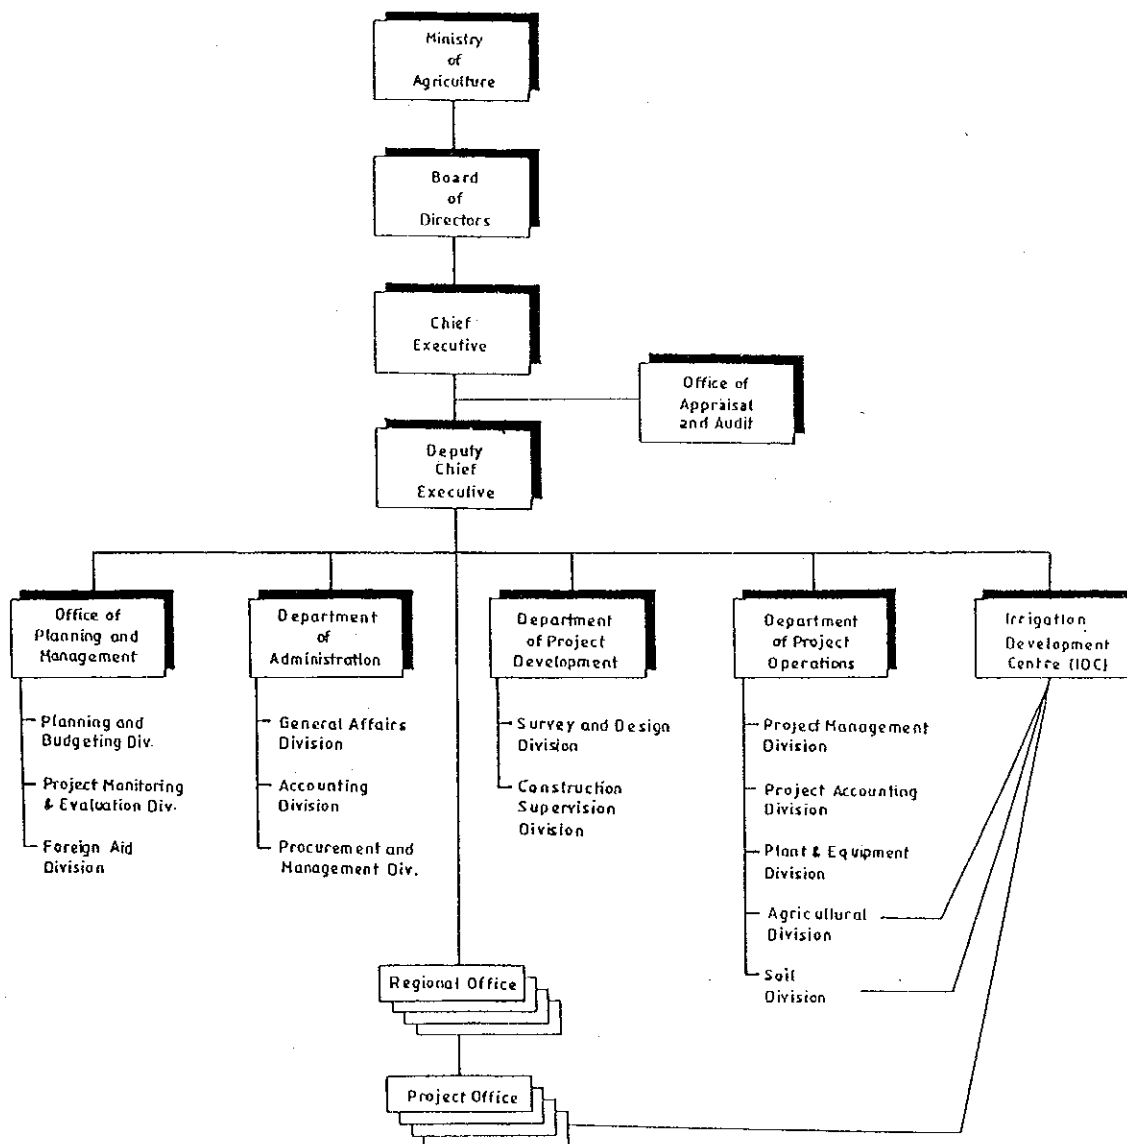 Ministry
of
Agriculture
Board
of
Directors
Chief
Executive
Office of
Appraisal
and Audit
Deputy
Chief
Executive
Office of
Planning and
Management
Department
of
Administration
Department
of Project
Development
Department
of Project
Operations
Irrigation
Development
Centre (IDC)
Planning and
Budgeting Div.
Project Monitoring
& Evaluation Div.
Foreign Aid
Division
General Affairs
Division
Accounting
Division
Procurement and
Management Div.
Survey and Design
Division
Construction
Supervision
Division
Project Management
Division
Project Accounting
Division
Plant & Equipment
Division
Agricultural
Division
Soil
Division
Regional Office
Project Office